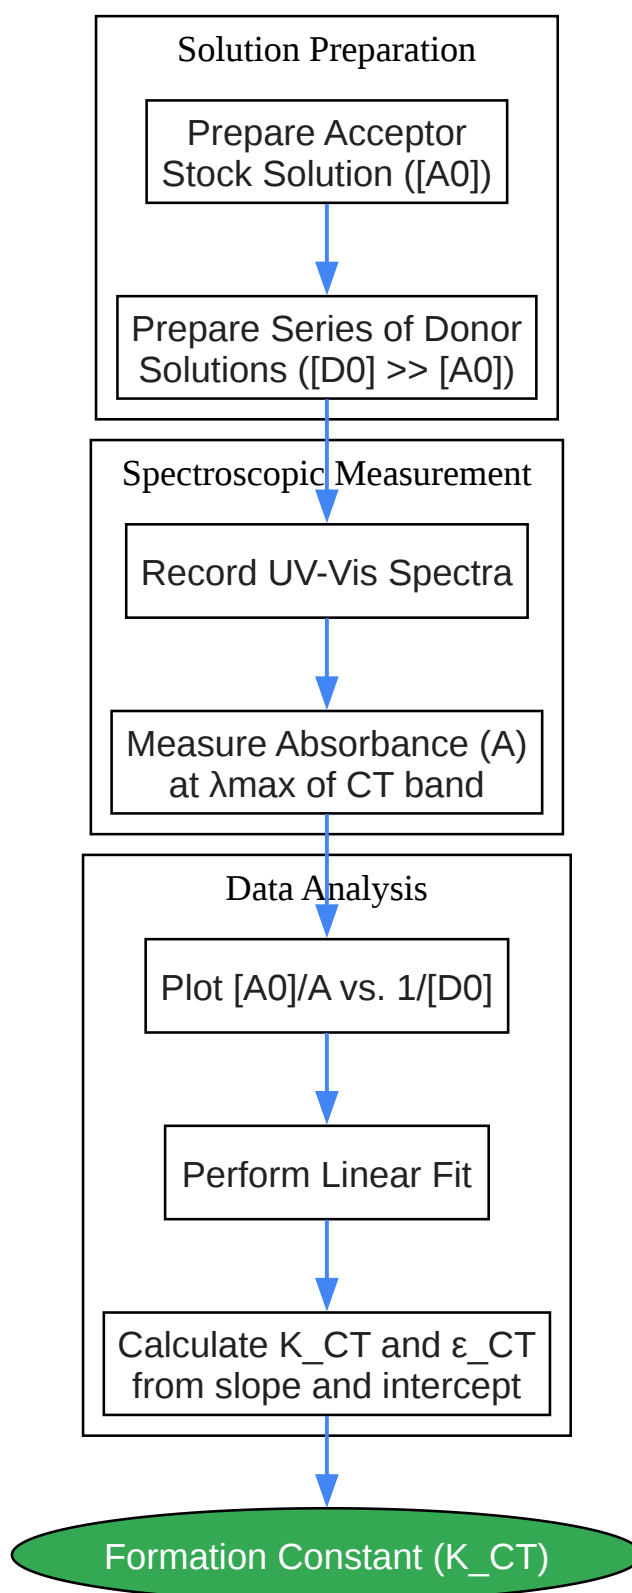 Solution Preparation
Prepare Acceptor
Stock Solution ([A0])
Prepare Series of Donor
Solutions ([D0] >> [A0])
Spectroscopic Measurement
Record UV-Vis Spectra
Measure Absorbance (A)
at λmax of CT band
Data Analysis
Plot [A0]/A vs. 1/[D0]
Perform Linear Fit
Calculate K_CT and ε_CT
from slope and intercept
Formation Constant (K_CT)